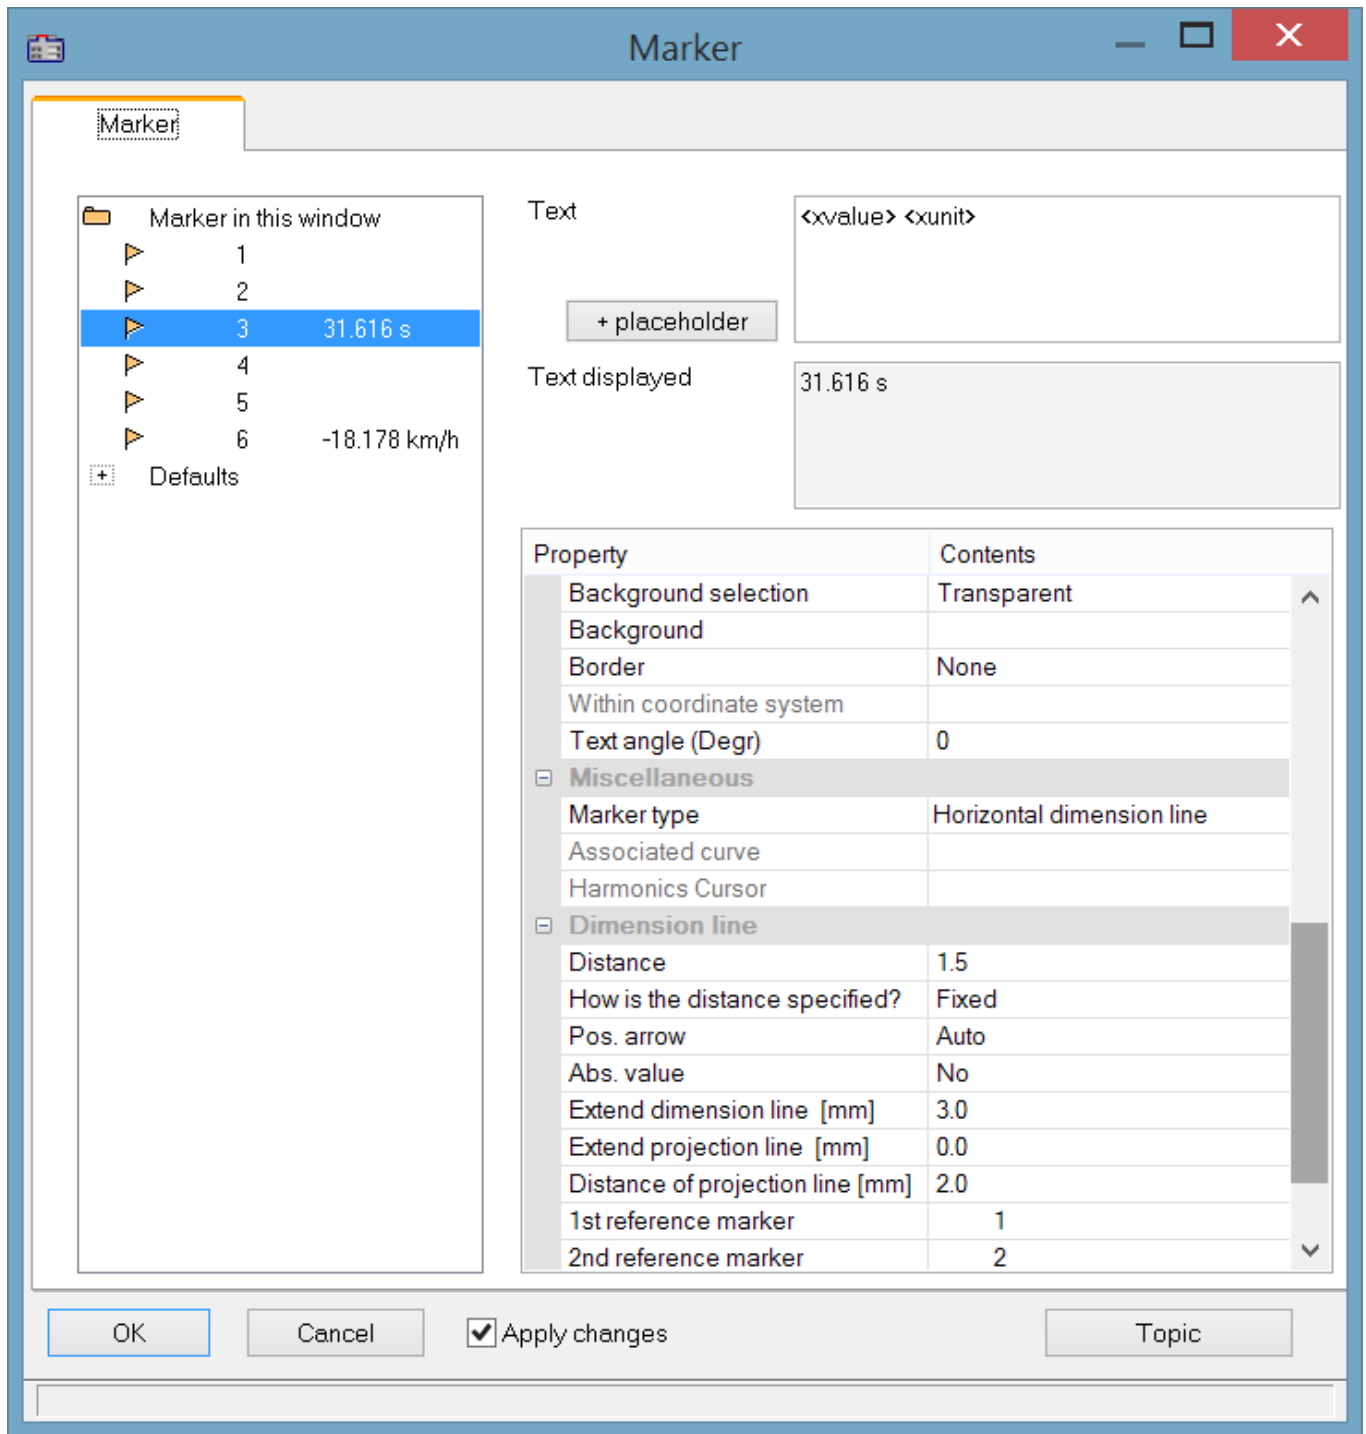 Marker
Marker
Marker in this window
1
2
3 31.616 s
4
5
6 -18.178 km/h
Defaults
Text
<xvalue> <xunit>
+ placeholder
Text displayed
31.616 s
Property Contents
Background selection Transparent
Background
Border None
Within coordinate system
Text angle (Degr) 0
Miscellaneous
Marker type Horizontal dimension line
Associated curve
Harmonics Cursor
Dimension line
Distance 1.5
How is the distance specified? Fixed
Pos. arrow Auto
Abs. value No
Extend dimension line [mm] 3.0
Extend projection line [mm] 0.0
Distance of projection line [mm] 2.0
1st reference marker 1
2nd reference marker 2
OK Cancel Apply changes Topic